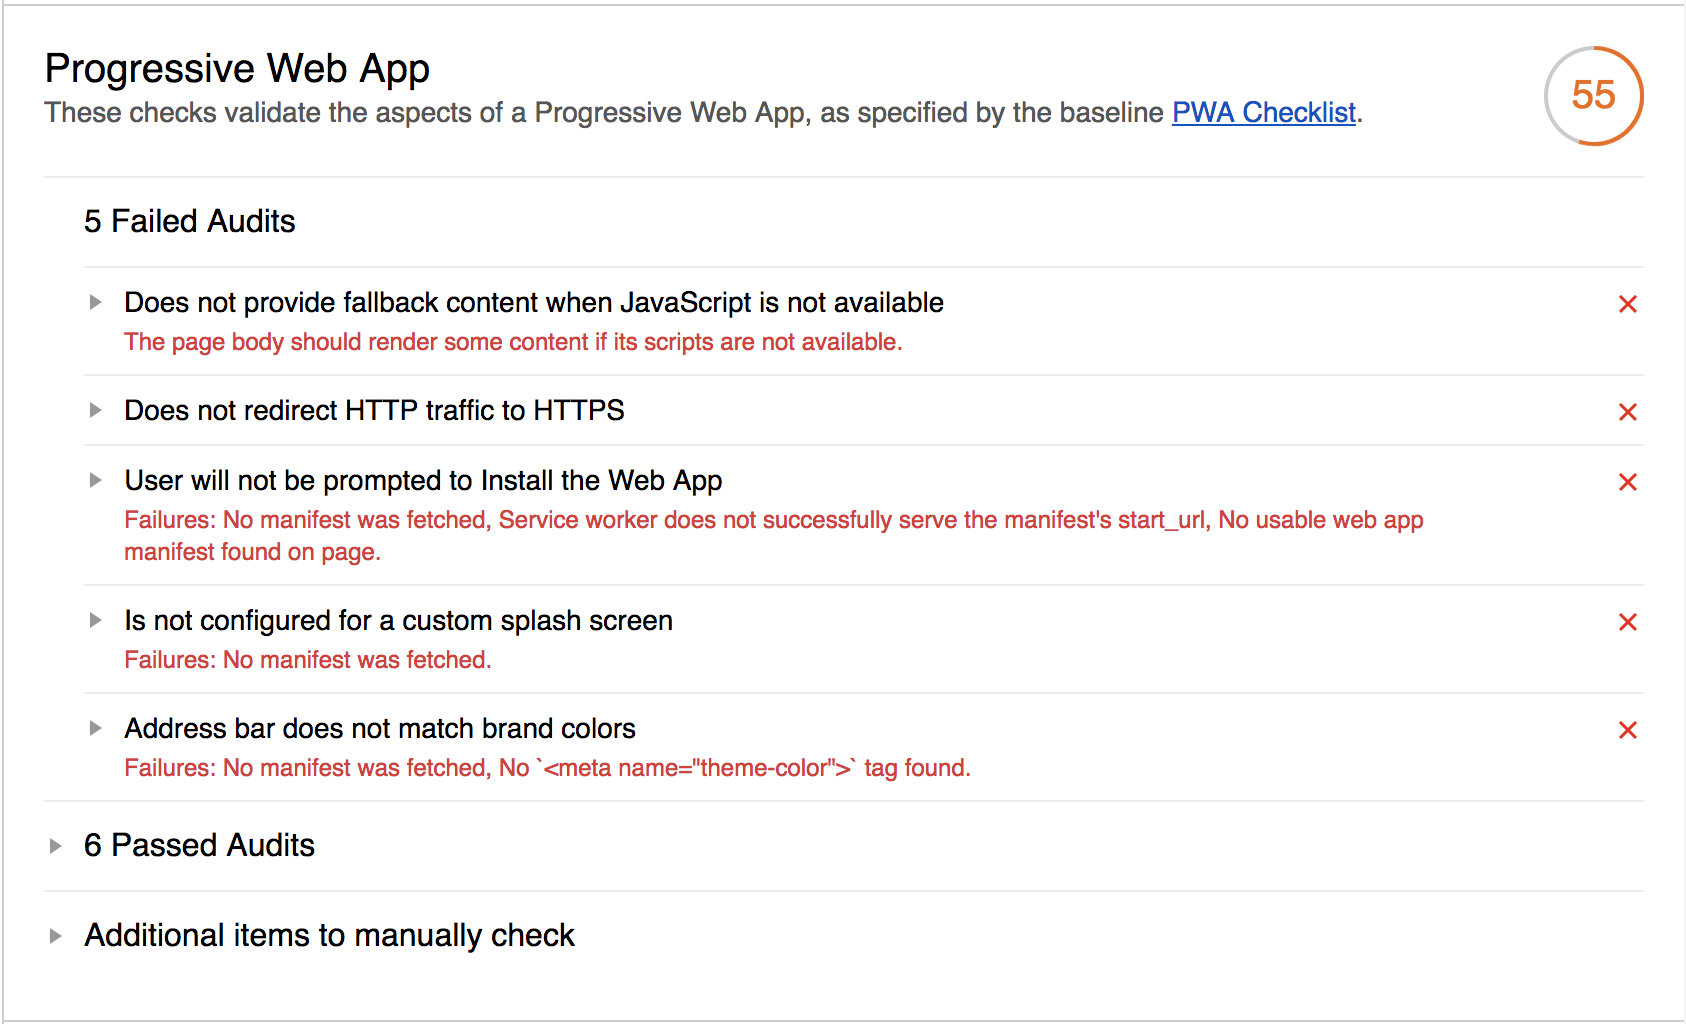 Progressive Web App
55
These checks validate the aspects of a Progressive Web App, as specified by the baseline PWA Checklist.
5 Failed Audits
Does not provide fallback content when JavaScript is not available
The page body should render some content if its scripts are not available.
Does not redirect HTTP traffic to HTTPS
User will not be prompted to Install the Web App
Failures: No manifest was fetched, Service worker does not successfully serve the manifest's start_url, No usable web app
manifest found on page.
Is not configured for a custom splash screen
Failures: No manifest was fetched.
Address bar does not match brand colors
Failures: No manifest was fetched, No `<meta name="theme-color">` tag found.
6 Passed Audits
Additional items to manually check